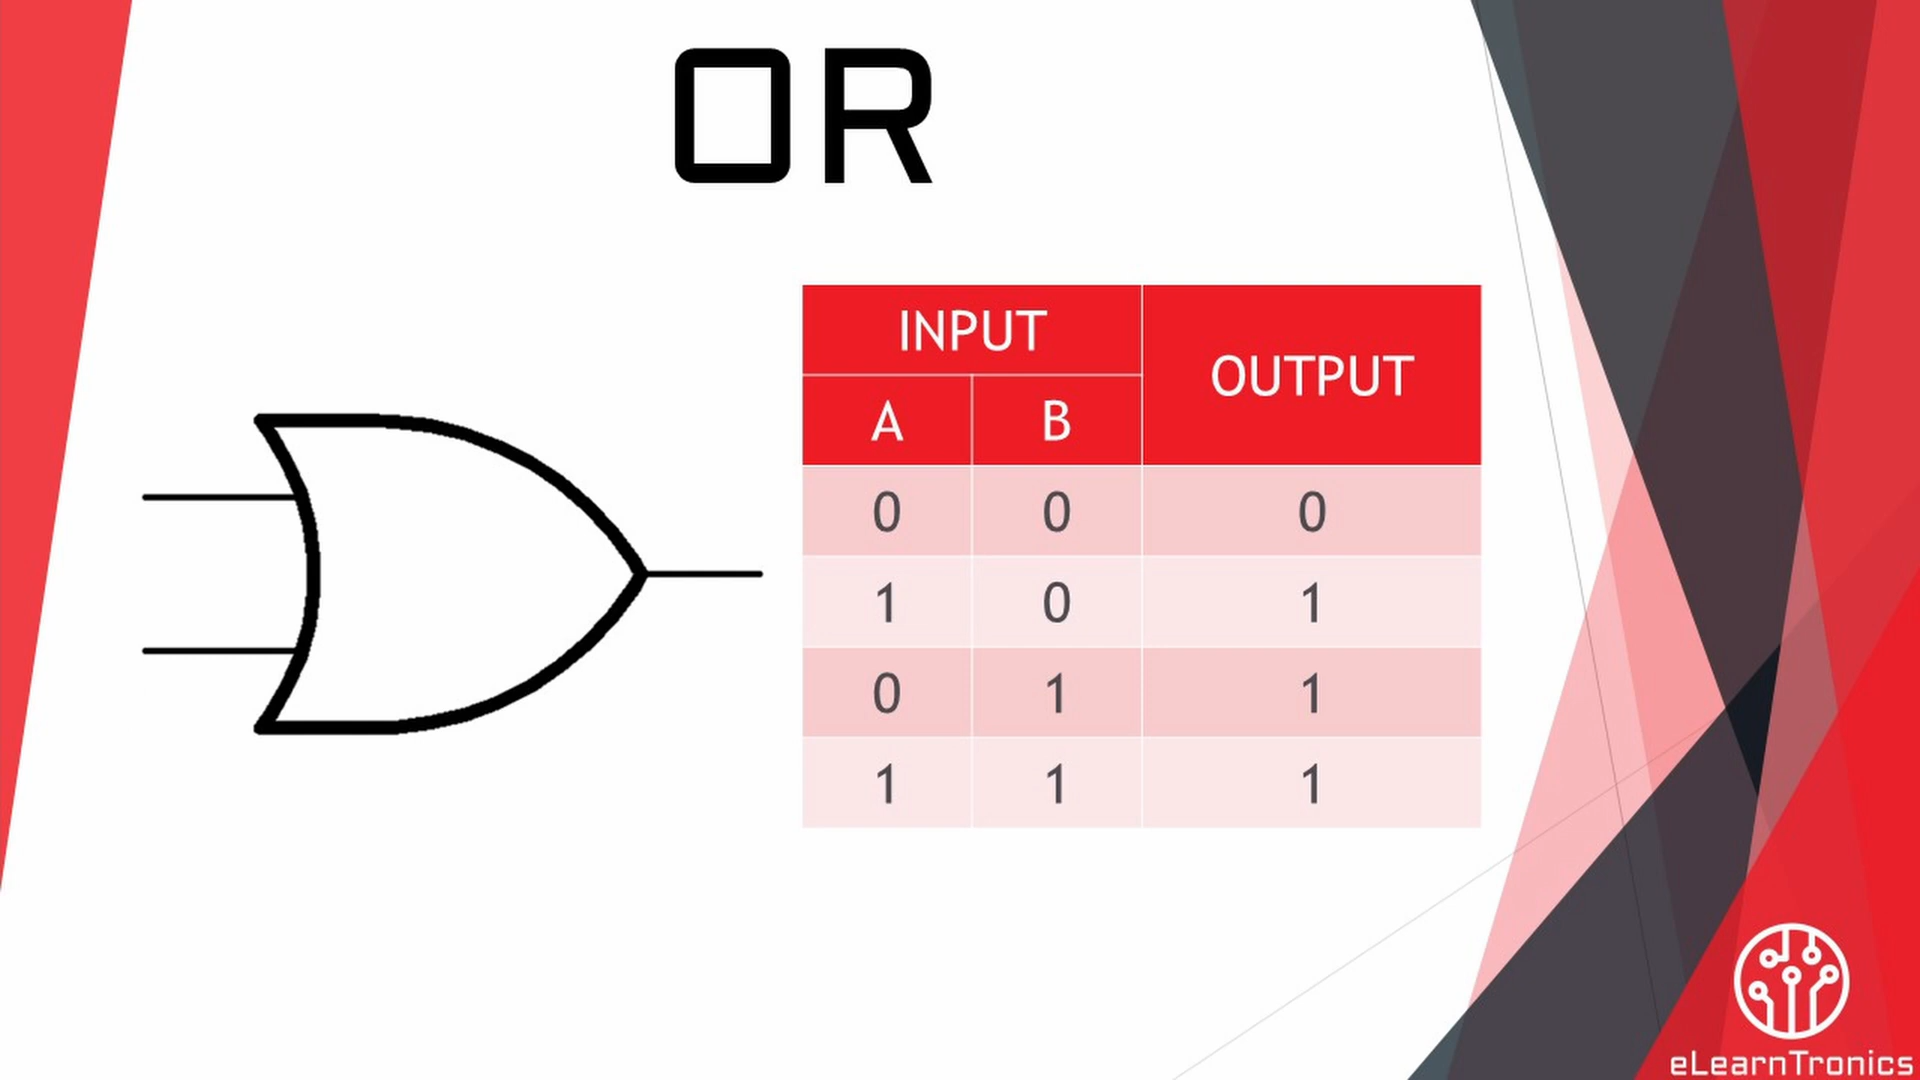 OR
INPUT OUTPUT
A B
0 0 0
1 0 1
0 1 1
1 1 1
eLearnTronics